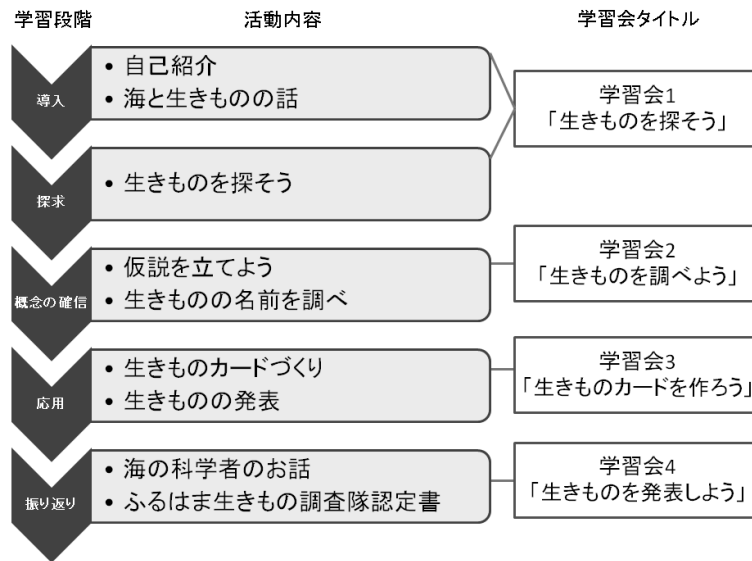 学習段階 活動内容 学習会タイトル
導入
• 自己紹介
• 海と生きものの話
学習会1
「生きものを探そう」
探求
• 生きものを探そう
概念の確信
• 仮説を立てよう
• 生きものの名前を調べ
学習会2
「生きものを調べよう」
応用
• 生きものカードづくり
• 生きものの発表
学習会3
「生きものカードを作ろう」
振り返り
• 海の科学者のお話
• ふるはま生きもの調査隊認定書
学習会4
「生きものを発表しよう」